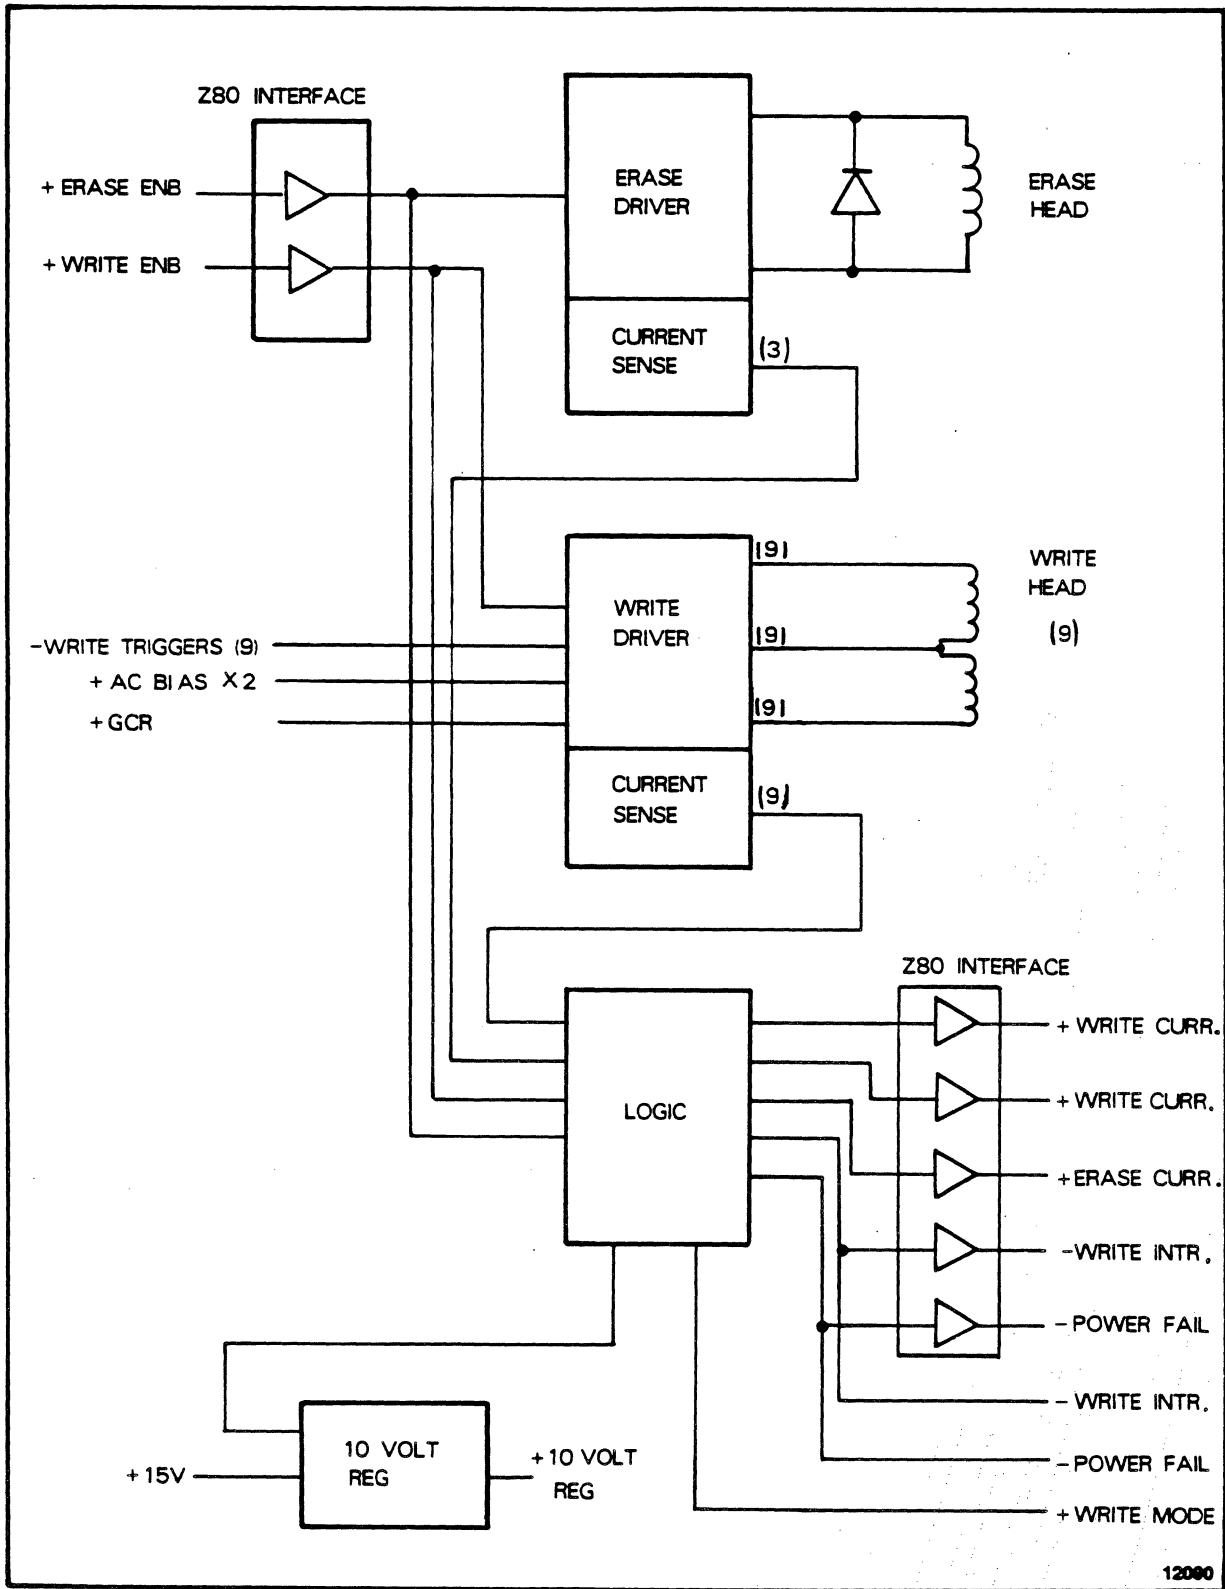 Z80 INTERFACE
+ ERASE ENB
+ WRITE ENB
ERASE
DRIVER
ERASE
HEAD
CURRENT
SENSE
(3)
WRITE
DRIVER
(9)
(9)
(9)
WRITE
HEAD
(9)
-WRITE TRIGGERS (9)
+ AC BIAS X2
+ GCR
CURRENT
SENSE
(9)
Z80 INTERFACE
LOGIC
+ WRITE CURR.
+ WRITE CURR.
+ ERASE CURR.
- WRITE INTR.
- POWER FAIL
- WRITE INTR.
- POWER FAIL
+ WRITE MODE
+15V
10 VOLT
REG
+10 VOLT
REG
12090